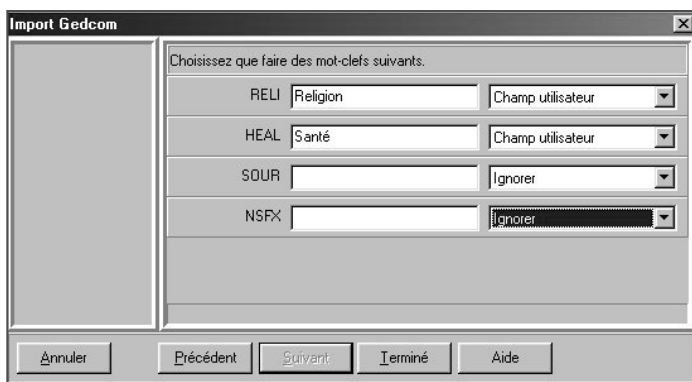 Import Gedcom
Choisissez que faire des mot-clefs suivants.
RELI Religion Champ utilisateur
HEAL Santé Champ utilisateur
SOUR Ignorer
NSFX Ignorer
Annuler Précédent Suivant Terminé Aide